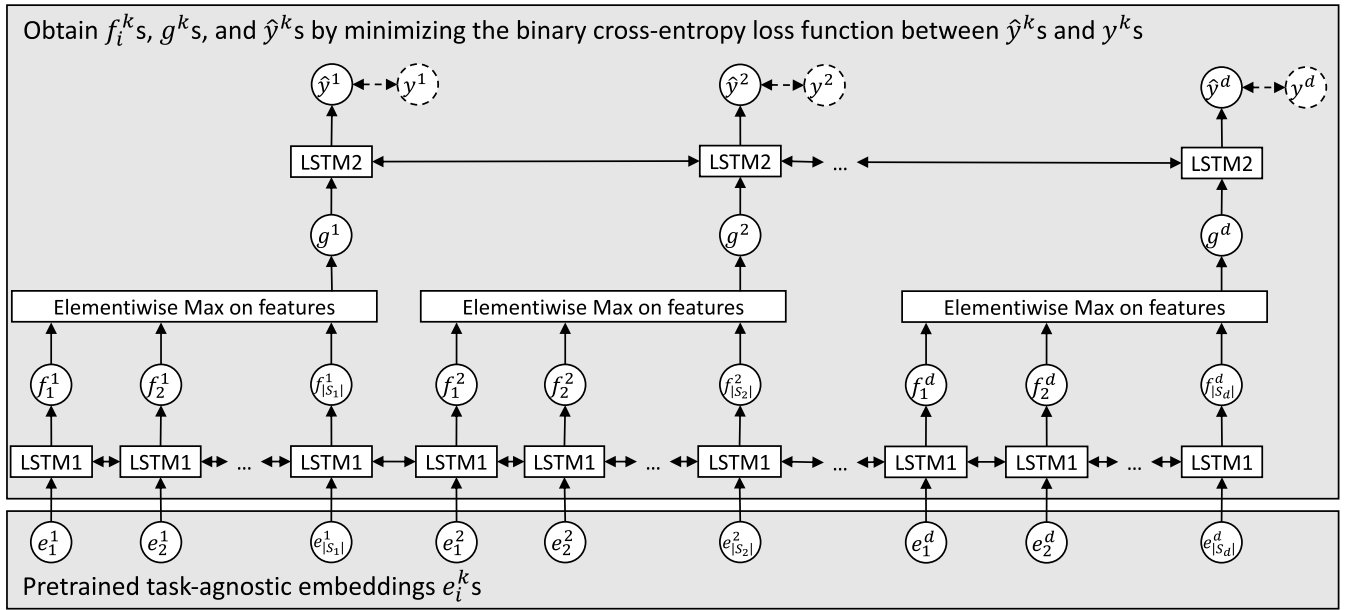 Obtain f_i^k s, g^k s, and ŷ^k s by minimizing the binary cross-entropy loss function between ŷ^k s and y^k s
ŷ^1 y^1 ŷ^2 y^2 ŷ^d y^d
LSTM2 LSTM2 ... LSTM2
g^1 g^2 g^d
Elementiwise Max on features Elementiwise Max on features Elementiwise Max on features
f_1^1 f_2^1 f_{|S_1|}^1 f_1^2 f_2^2 f_{|S_2|}^2 f_1^d f_2^d f_{|S_d|}^d
LSTM1 LSTM1 ... LSTM1 LSTM1 LSTM1 ... LSTM1 ... LSTM1 LSTM1 ... LSTM1
e_1^1 e_2^1 e_{|S_1|}^1 e_1^2 e_2^2 e_{|S_2|}^2 e_1^d e_2^d e_{|S_d|}^d
Pretrained task-agnostic embeddings e_i^k s